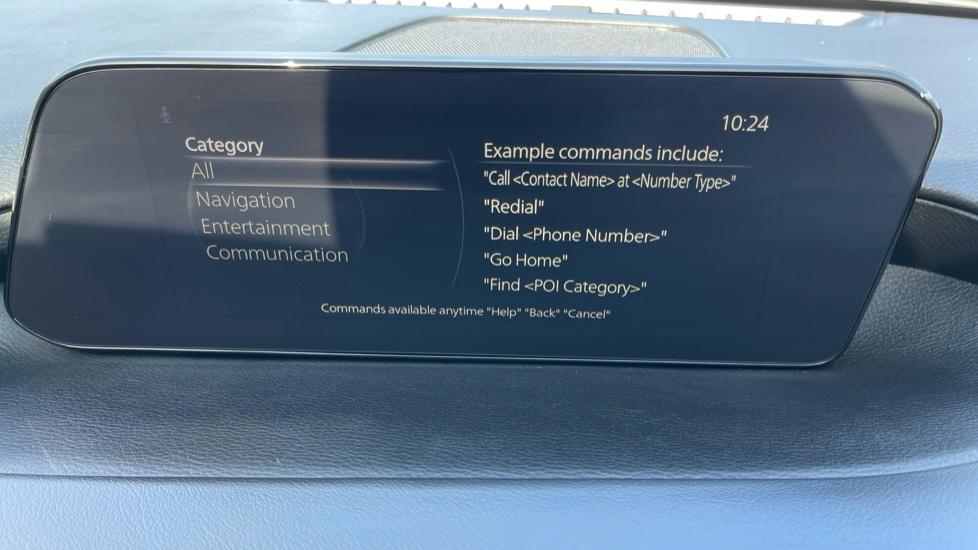 10:24
Category
All
Navigation
Entertainment
Communication
Example commands include:
"Call <Contact Name> at <Number Type>"
"Redial"
"Dial <Phone Number>"
"Go Home"
"Find <POI Category>"
Commands available anytime "Help" "Back" "Cancel"